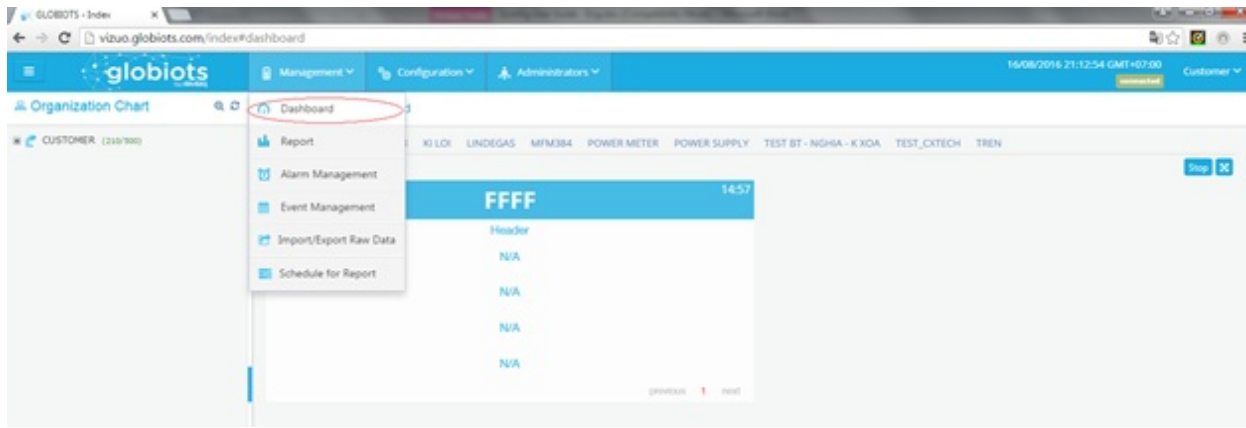 GLOBIOTS - Index
vizuo.globiots.com/index#dashboard
globiots
Management
Configuration
Administrators
16/08/2016 21:12:54 GMT+07:00
connected
Customer
Organization Chart
Dashboard
CUSTOMER (210/500)
Report
KI LOI LINDEGAS MFM384 POWER METER POWER SUPPLY TEST BT - NGHIA - K XOA TEST_CXTECH TREN
Stop
Alarm Management
FFFF
14:57
Event Management
Header
Import/Export Raw Data
N/A
Schedule for Report
N/A
N/A
N/A
previous 1 next